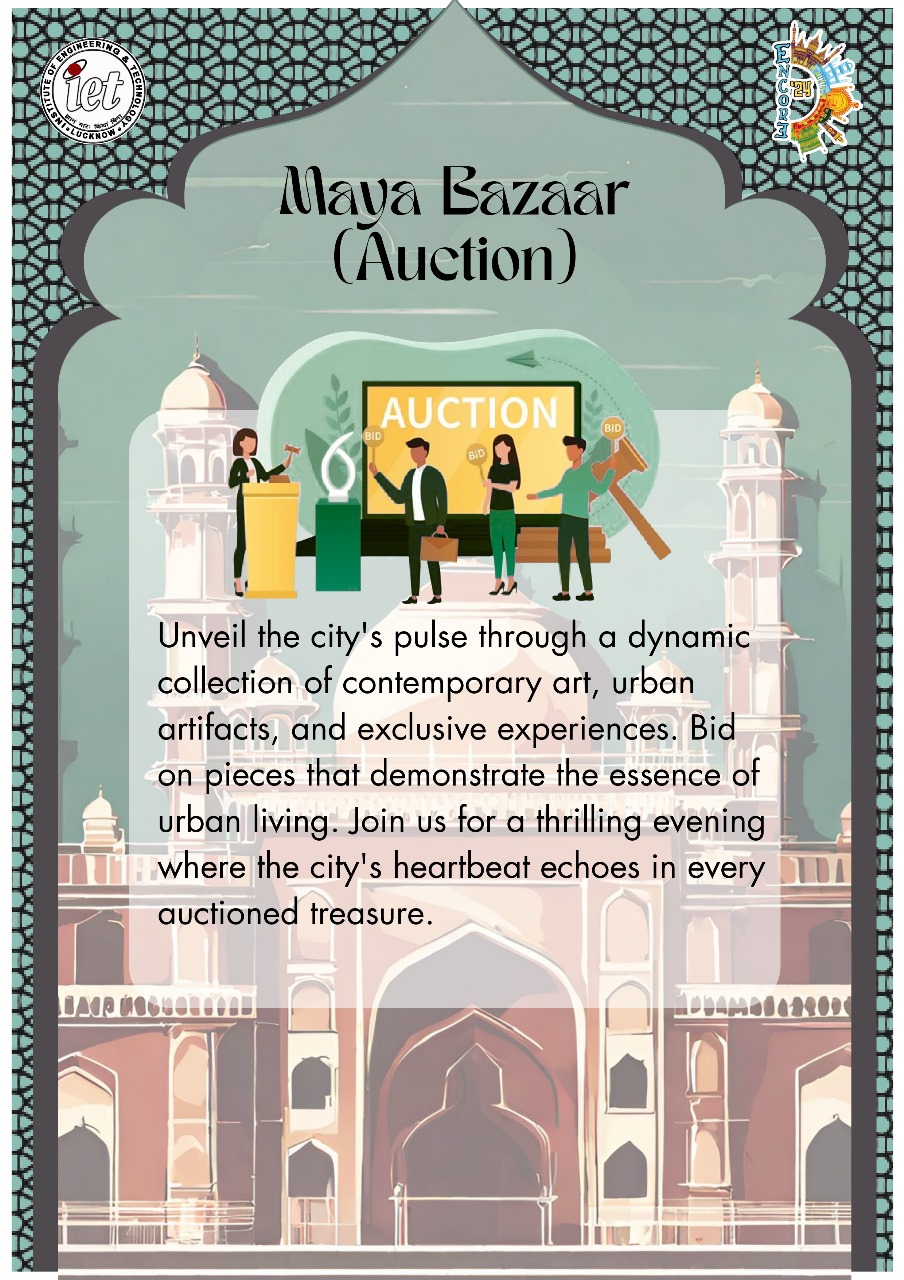 INSTITUTE OF ENGINEERING & TECHNOLOGY
iet
• LUCKNOW •
ENCORE
'24
Maya Bazaar
(Auction)
AUCTION
BID
BID
BID
Unveil the city's pulse through a dynamic
collection of contemporary art, urban
artifacts, and exclusive experiences. Bid
on pieces that demonstrate the essence of
urban living. Join us for a thrilling evening
where the city's heartbeat echoes in every
auctioned treasure.